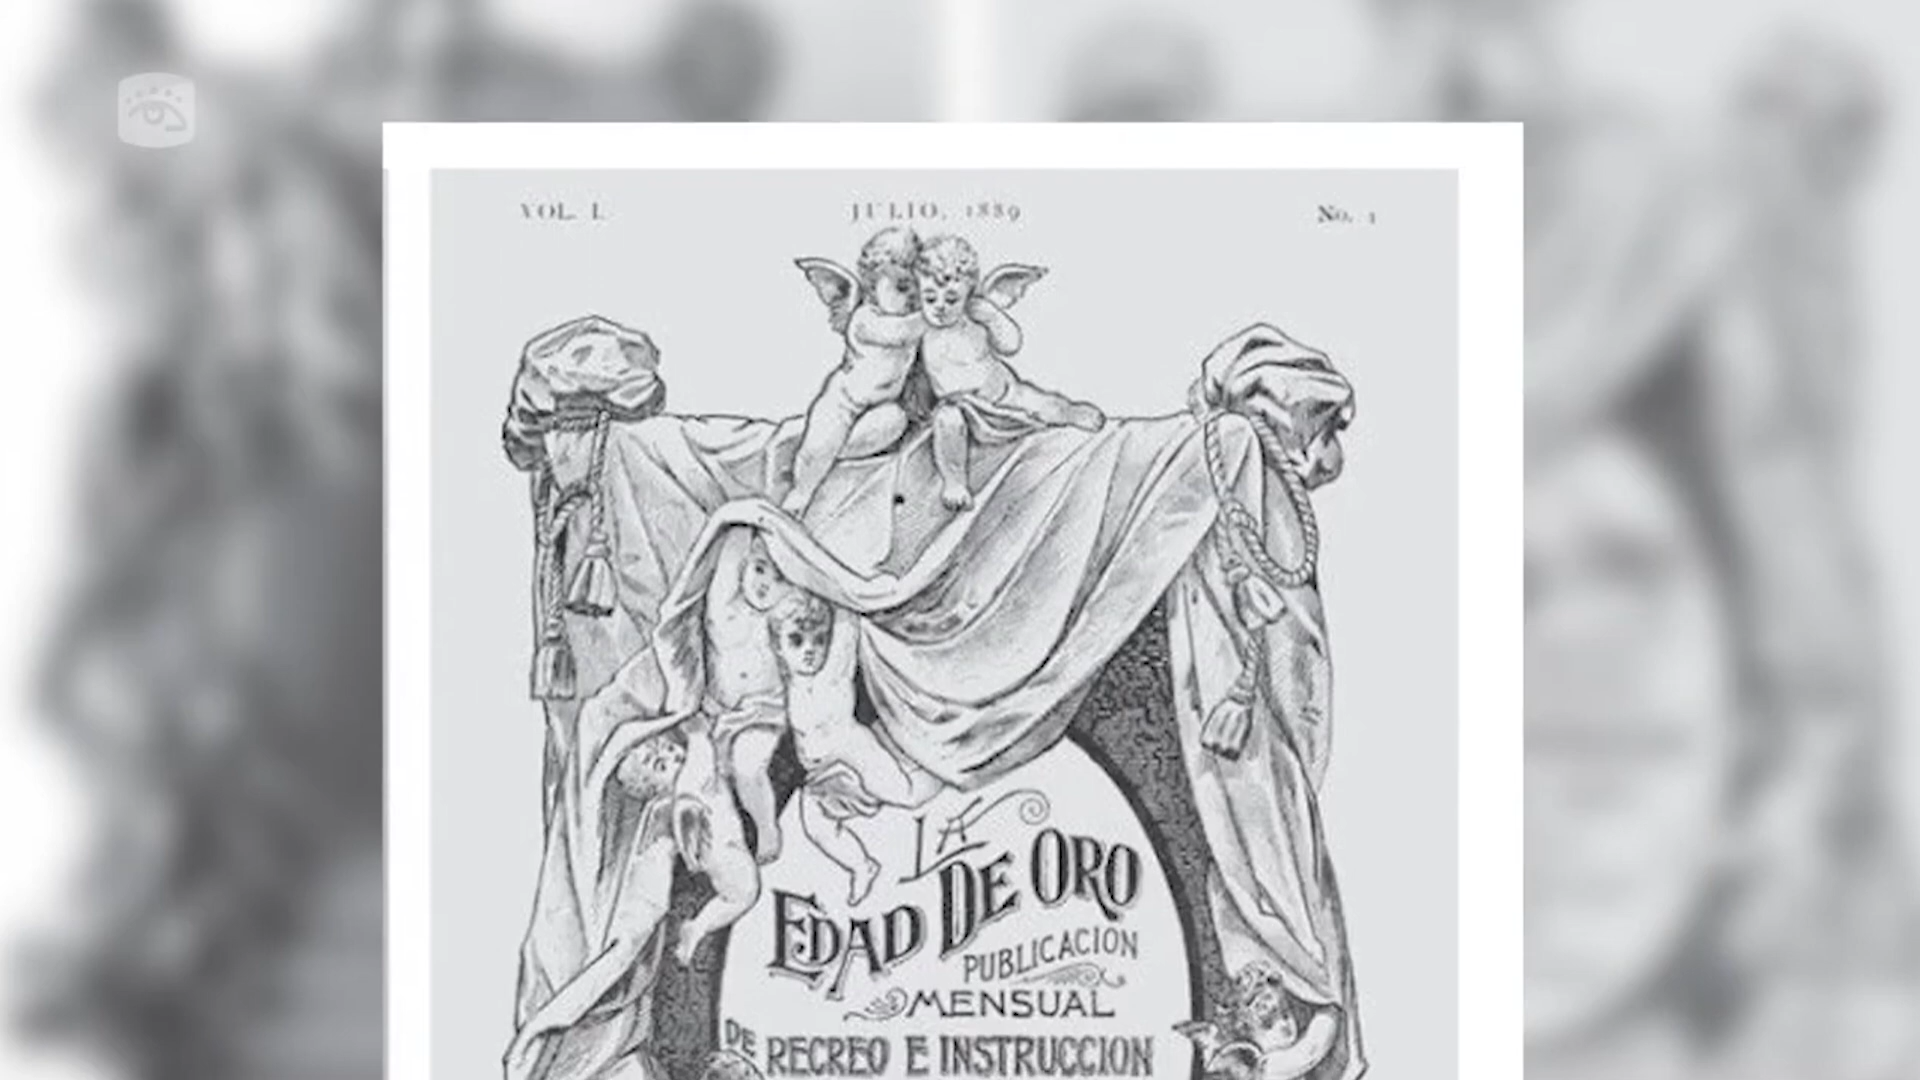 VOL. I. JULIO, 1889 No. 1
LA
EDAD DE ORO
PUBLICACION
MENSUAL
DE RECREO E INSTRUCCION